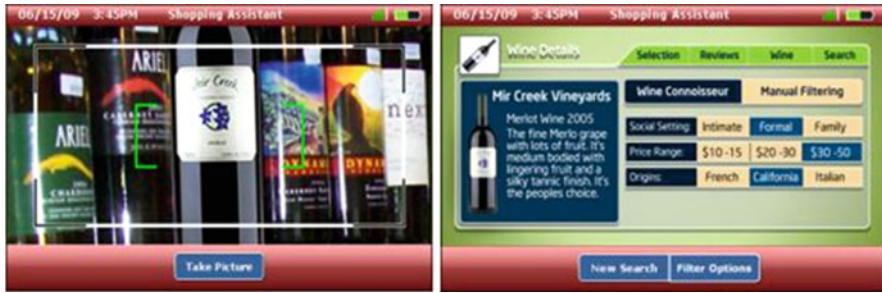 06/15/09 3:45PM Shopping Assistant
ARIEL
ARIEL
CABERNET
CHARDONNAY
Mir Creek
DYNAMI
nex
Take Picture
06/15/09 3:45PM Shopping Assistant
Wine Details
Selection Reviews Wine Search
Mir Creek Vineyards
Merlot Wine 2005
The fine Merlo grape
with lots of fruit. It's
medium bodied with
lingering fruit and a
silky tannic finish. It's
the peoples choice.
Wine Connoisseur Manual Filtering
Social Setting: Intimate Formal Family
Price Range: $10 -15 $20 -30 $30 -50
Origins: French California Italian
New Search Filter Options